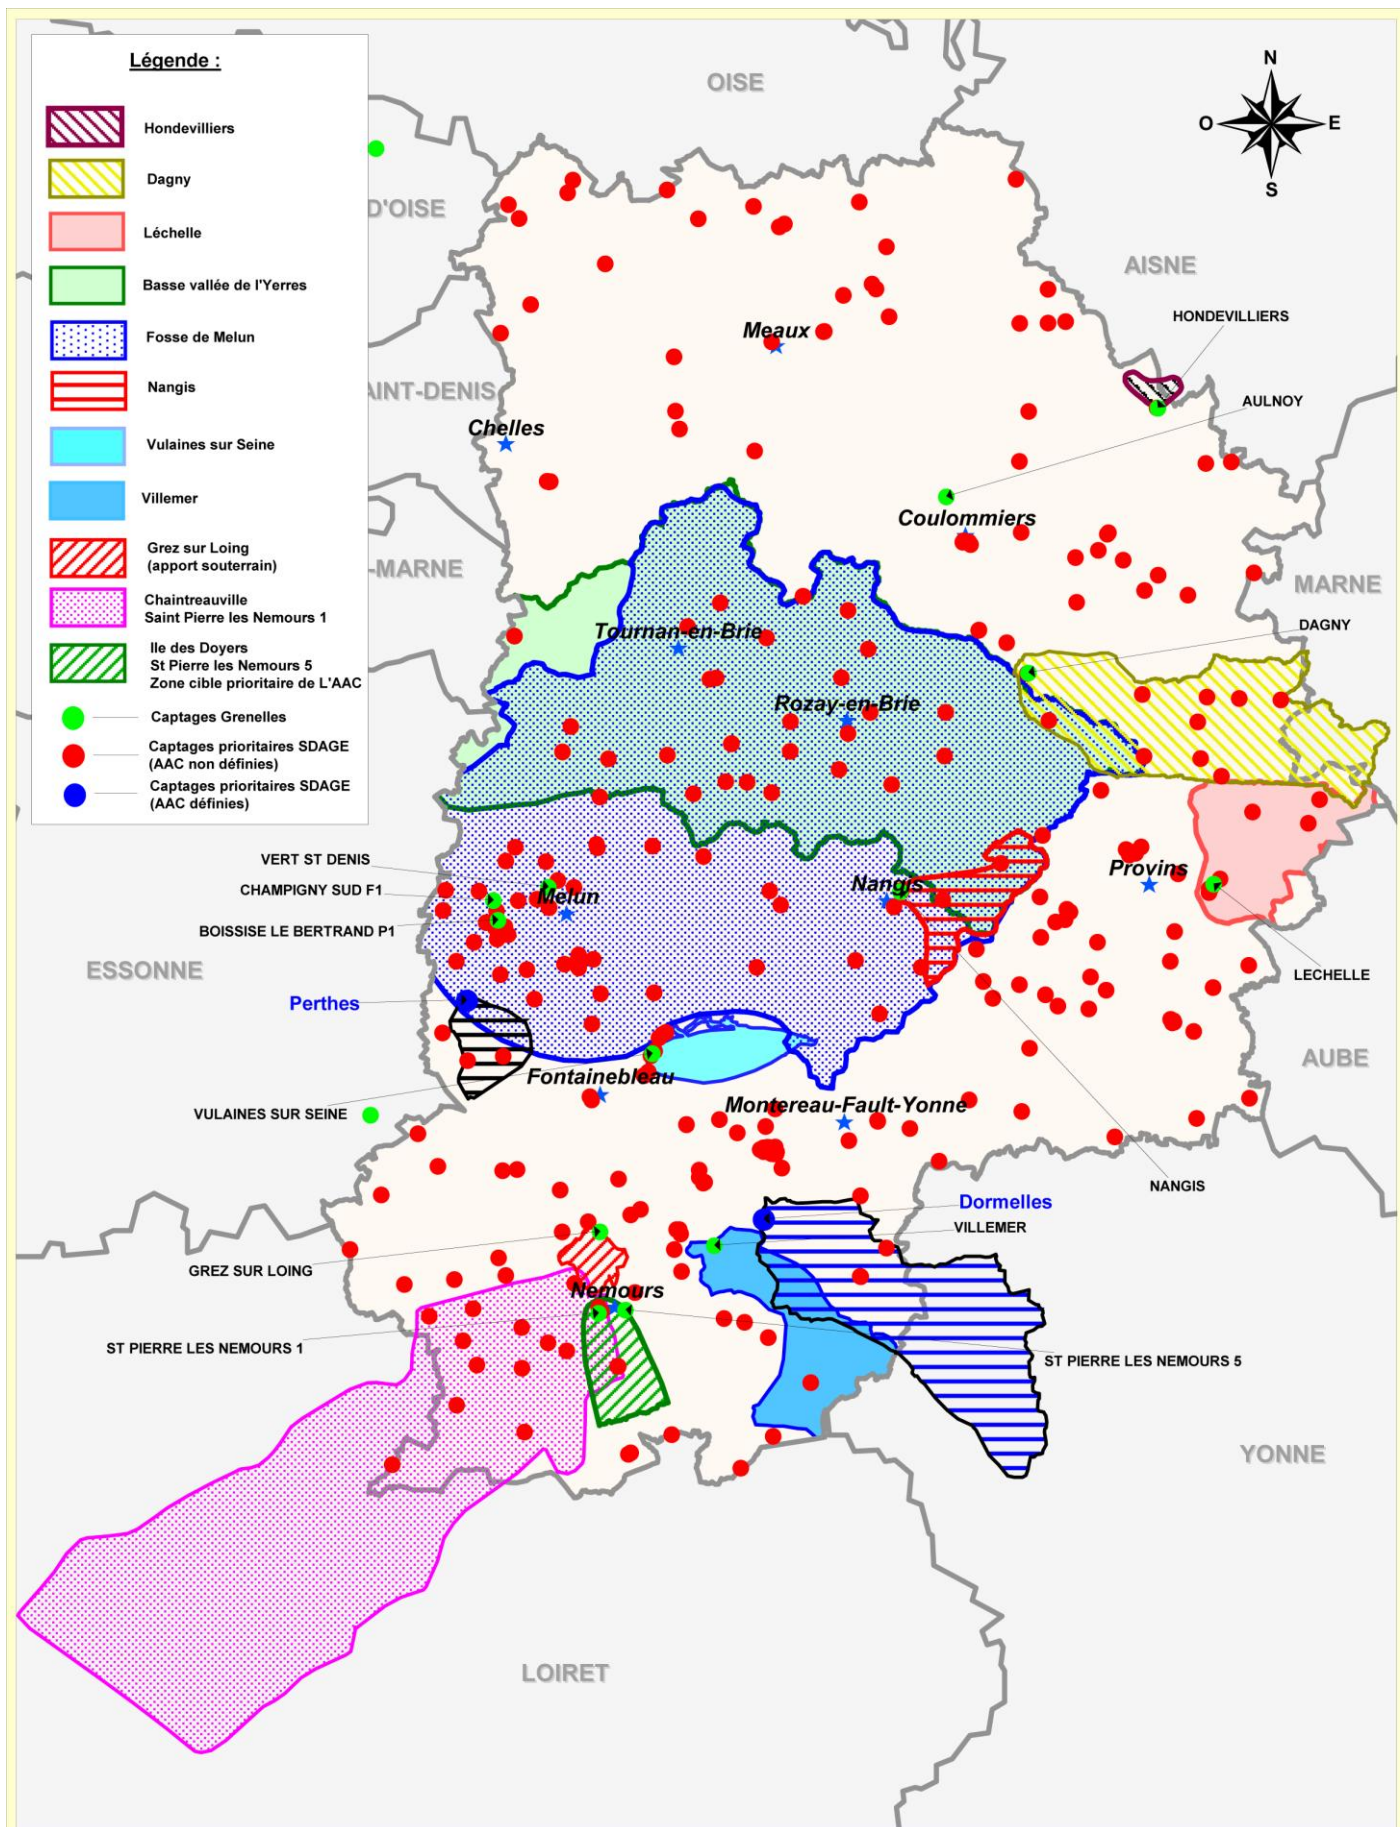 Légende :
Hondevilliers
Dagny
Léchelle
Basse vallée de l'Yerres
Fosse de Melun
Nangis
Vulaines sur Seine
Villemer
Grez sur Loing
(apport souterrain)
Chaintreauville
Saint Pierre les Nemours 1
Ile des Doyers
St Pierre les Nemours 5
Zone cible prioritaire de L'AAC
Captages Grenelles
Captages prioritaires SDAGE
(AAC non définies)
Captages prioritaires SDAGE
(AAC définies)
N
O
E
S
OISE
D'OISE
AISNE
HONDEVILLIERS
Meaux
AINT-DENIS
AULNOY
Chelles
Coulommiers
-MARNE
MARNE
DAGNY
Tournan-en-Brie
Rozay-en-Brie
VERT ST DENIS
Provins
CHAMPIGNY SUD F1
Nangis
Melun
BOISSISE LE BERTRAND P1
ESSONNE
LECHELLE
Perthes
AUBE
Fontainebleau
VULAINES SUR SEINE
Montereau-Fault-Yonne
NANGIS
Dormelles
VILLEMER
GREZ SUR LOING
Nemours
ST PIERRE LES NEMOURS 1
ST PIERRE LES NEMOURS 5
YONNE
LOIRET